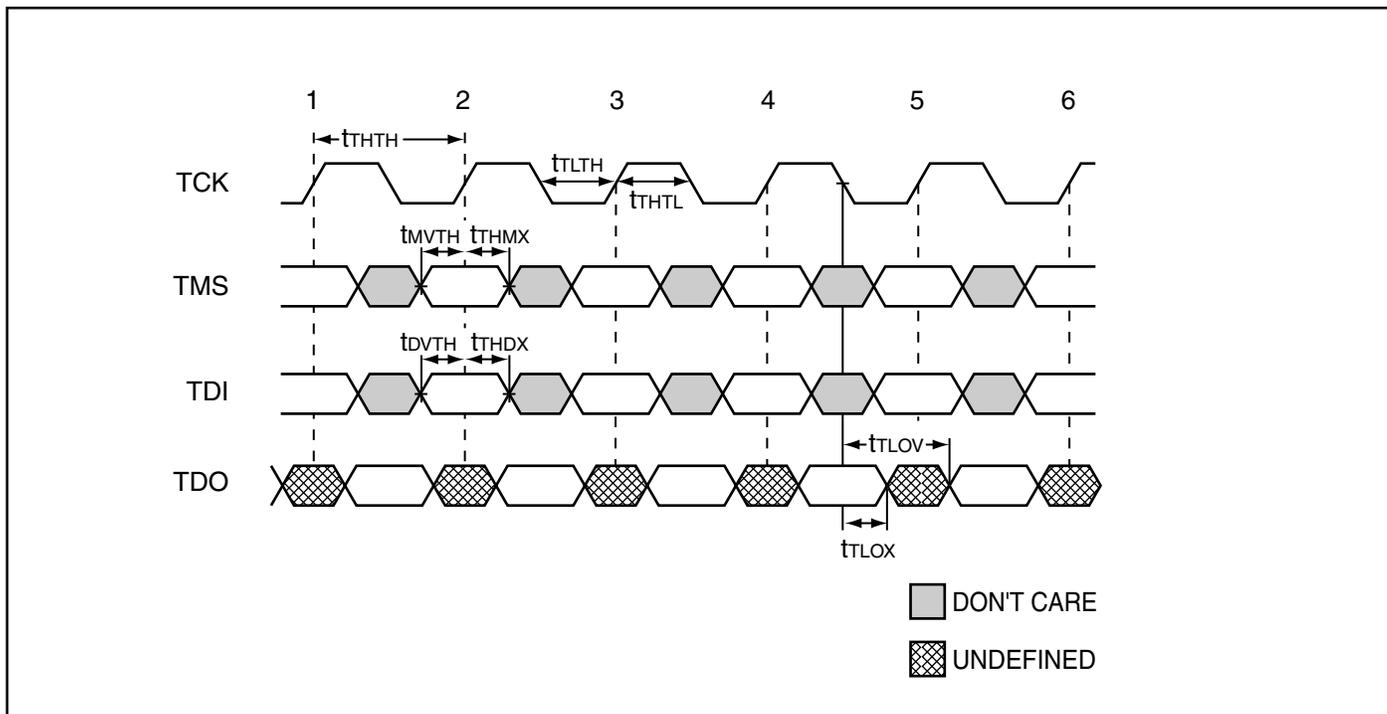 1 2 3 4 5 6
tTHTH
TCK
tTLTH
tTHTL
tMVTH tTHMX
TMS
tDVTH tTHDX
TDI
tTLOV
TDO
tTLOX
DON'T CARE
UNDEFINED